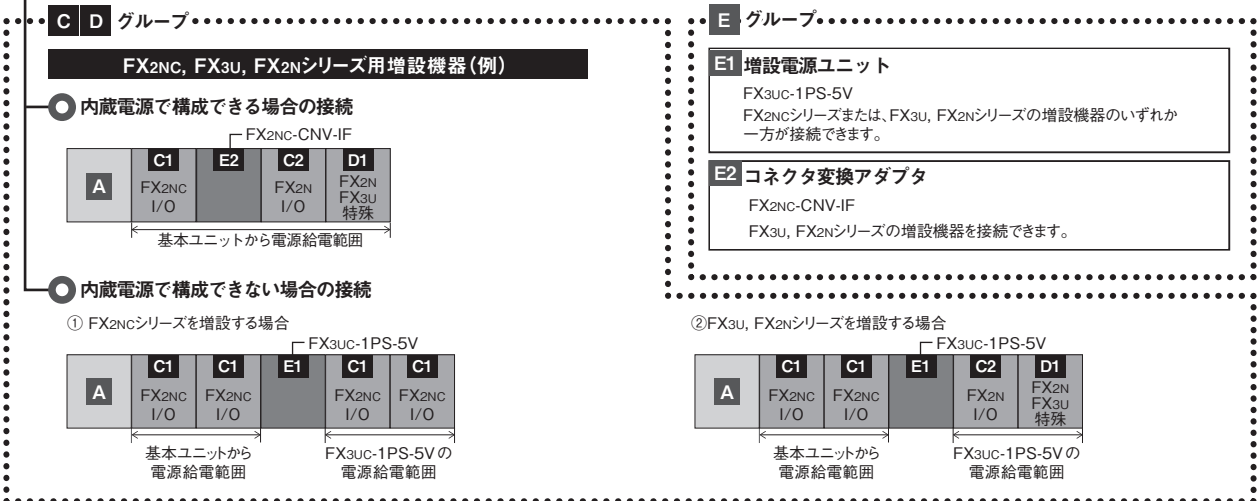 C D グループ
FX2NC, FX3U, FX2Nシリーズ用増設機器(例)
内蔵電源で構成できる場合の接続
FX2NC-CNV-IF
A
C1
FX2NC
I/O
E2
C2
FX2N
I/O
D1
FX2N
FX3U
特殊
基本ユニットから電源給電範囲
内蔵電源で構成できない場合の接続
① FX2NCシリーズを増設する場合
FX3UC-1PS-5V
A
C1
FX2NC
I/O
C1
FX2NC
I/O
E1
C1
FX2NC
I/O
C1
FX2NC
I/O
基本ユニットから
電源給電範囲
FX3UC-1PS-5Vの
電源給電範囲
E グループ
E1 増設電源ユニット
FX3UC-1PS-5V
FX2NCシリーズまたは、FX3U, FX2Nシリーズの増設機器のいずれか
一方が接続できます。
E2 コネクタ変換アダプタ
FX2NC-CNV-IF
FX3U, FX2Nシリーズの増設機器を接続できます。
②FX3U, FX2Nシリーズを増設する場合
FX3UC-1PS-5V
A
C1
FX2NC
I/O
C1
FX2NC
I/O
E1
C2
FX2N
I/O
D1
FX2N
FX3U
特殊
基本ユニットから
電源給電範囲
FX3UC-1PS-5Vの
電源給電範囲